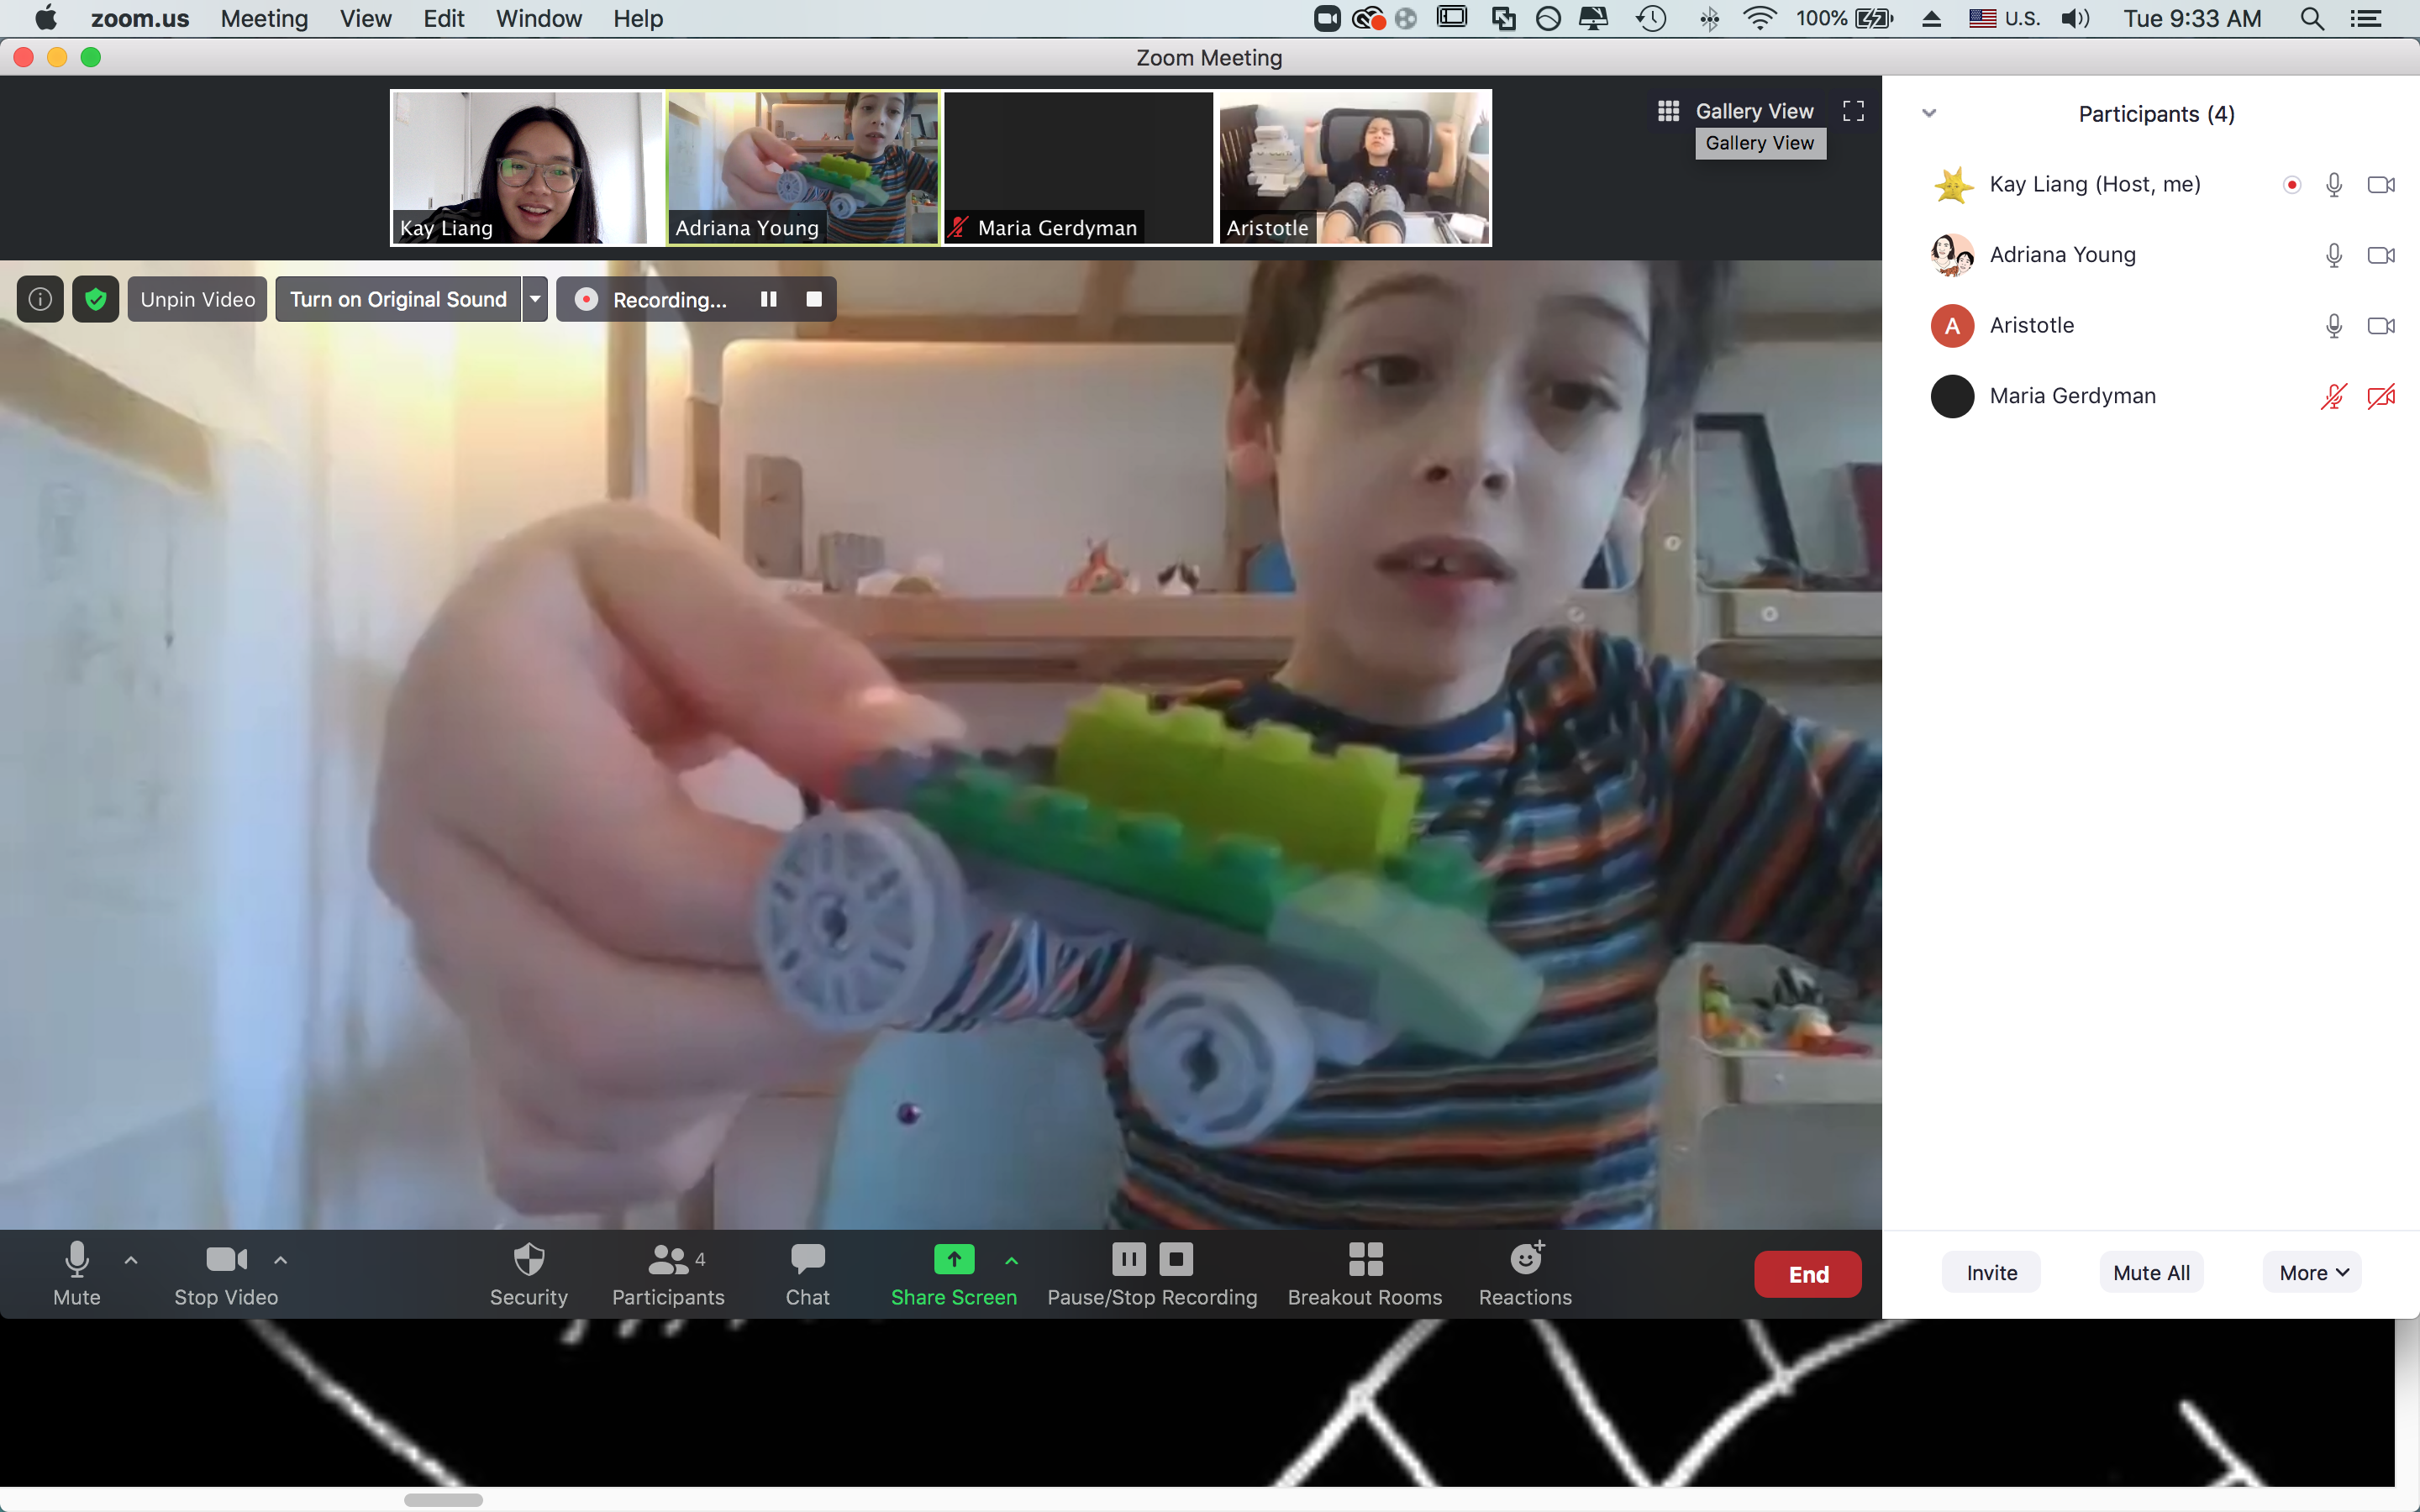 zoom.us Meeting View Edit Window Help 100% U.S. Tue 9:33 AM
Zoom Meeting
Kay Liang
Adriana Young
Maria Gerdyman
Aristotle
Gallery View
Gallery View
Unpin Video
Turn on Original Sound
Recording...
Participants (4)
Kay Liang (Host, me)
Adriana Young
A Aristotle
Maria Gerdyman
Mute
Stop Video
Security
4
Participants
Chat
Share Screen
Pause/Stop Recording
Breakout Rooms
Reactions
End
Invite
Mute All
More